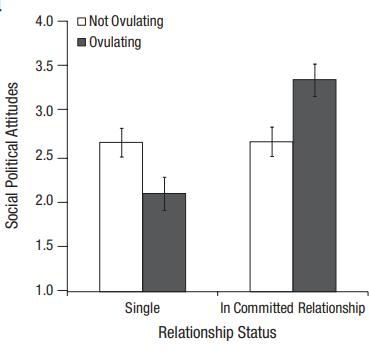 4.0
Not Ovulating
Ovulating
3.5
3.0
2.5
2.0
1.5
1.0
Social Political Attitudes
Single
In Committed Relationship
Relationship Status